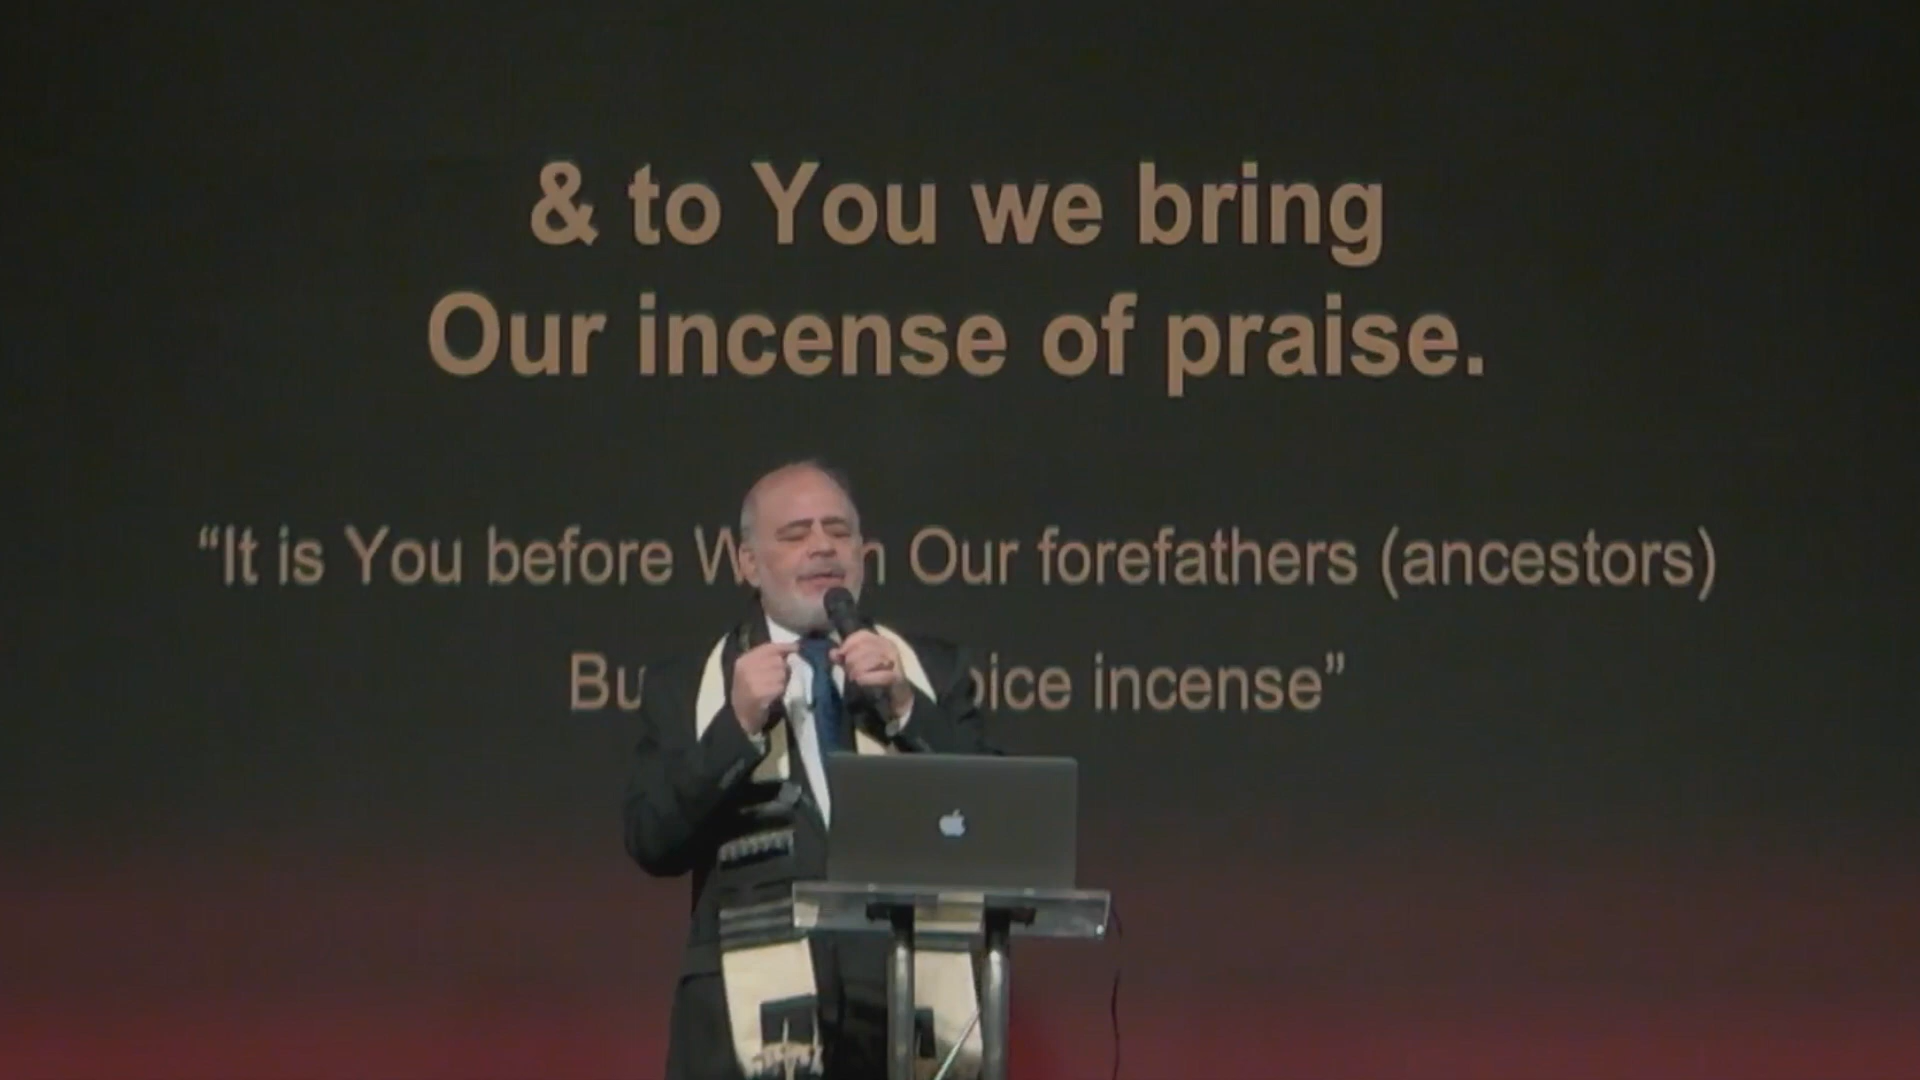 & to You we bring
Our incense of praise.
“It is You before Our forefathers (ancestors)
incense”